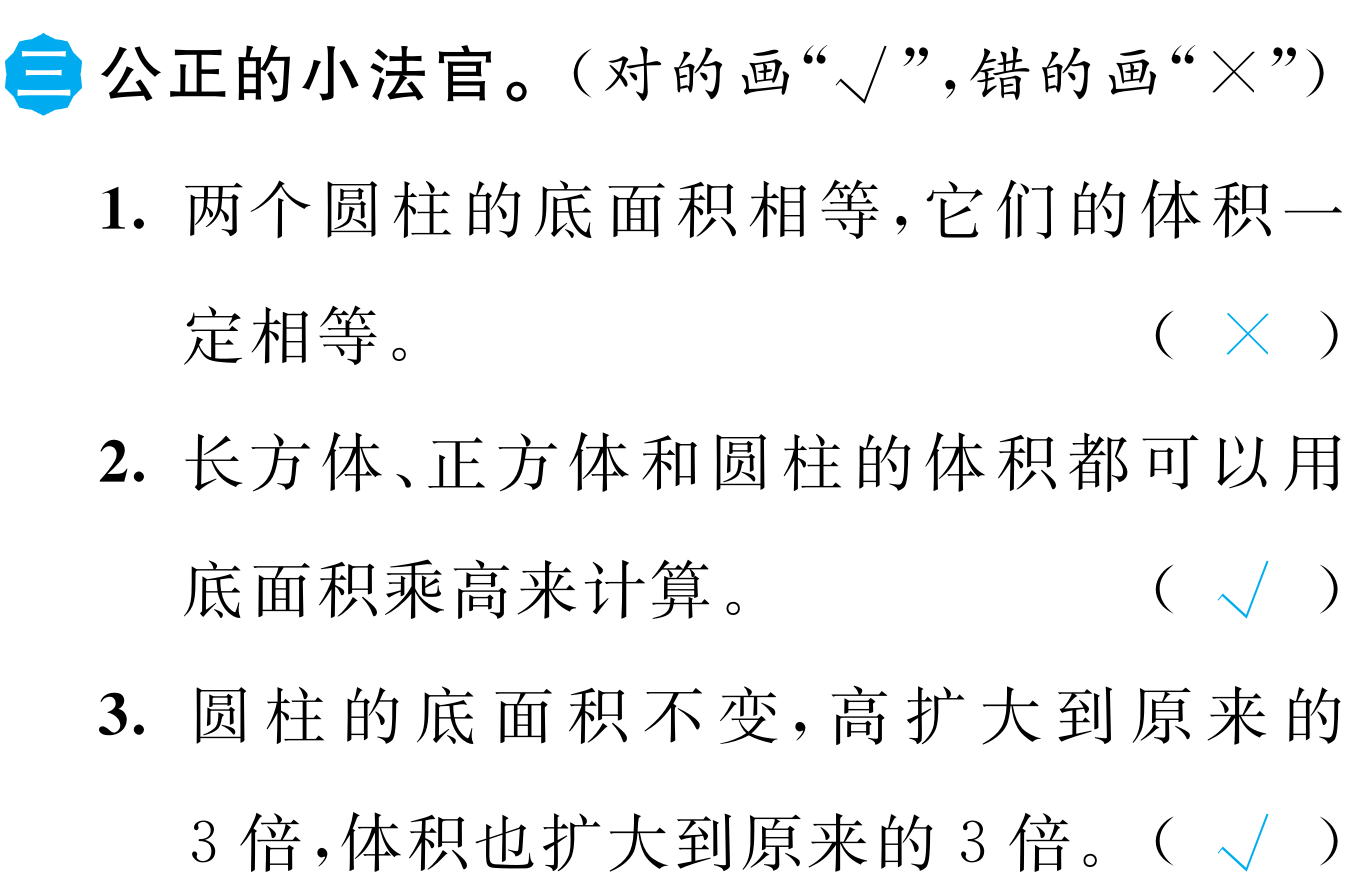 三 公正的小法官。(对的画“√”,错的画“×”)
1. 两个圆柱的底面积相等,它们的体积一
定相等。 ( × )
2. 长方体、正方体和圆柱的体积都可以用
底面积乘高来计算。 ( √ )
3. 圆柱的底面积不变,高扩大到原来的
3 倍,体积也扩大到原来的 3 倍。( √ )